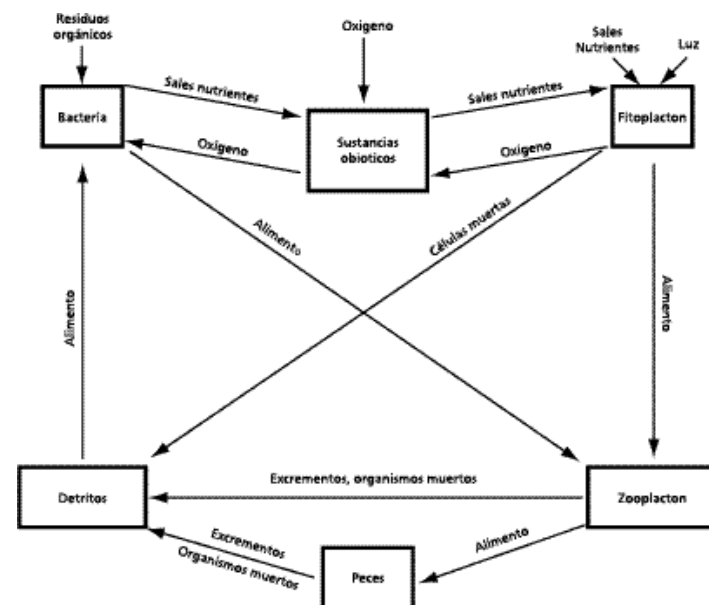 Residuos
orgánicos
Oxigeno
Sales
Nutrientes
Luz
Bacteria
Sales nutrientes
Sustancias
obioticos
Sales nutrientes
Fitoplacton
Oxígeno
Oxigeno
Alimento
Células muertas
Alimento
Alimento
Detritos
Excrementos, organismos muertos
Zooplacton
Excrementos
Organismos muertos
Peces
Alimento